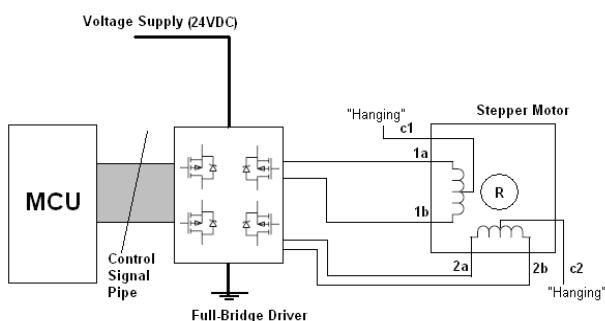 Voltage Supply (24VDC)
"Hanging"
c1
Stepper Motor
1a
MCU
R
1b
Control
Signal
Pipe
2a
2b
c2
"Hanging"
Full-Bridge Driver